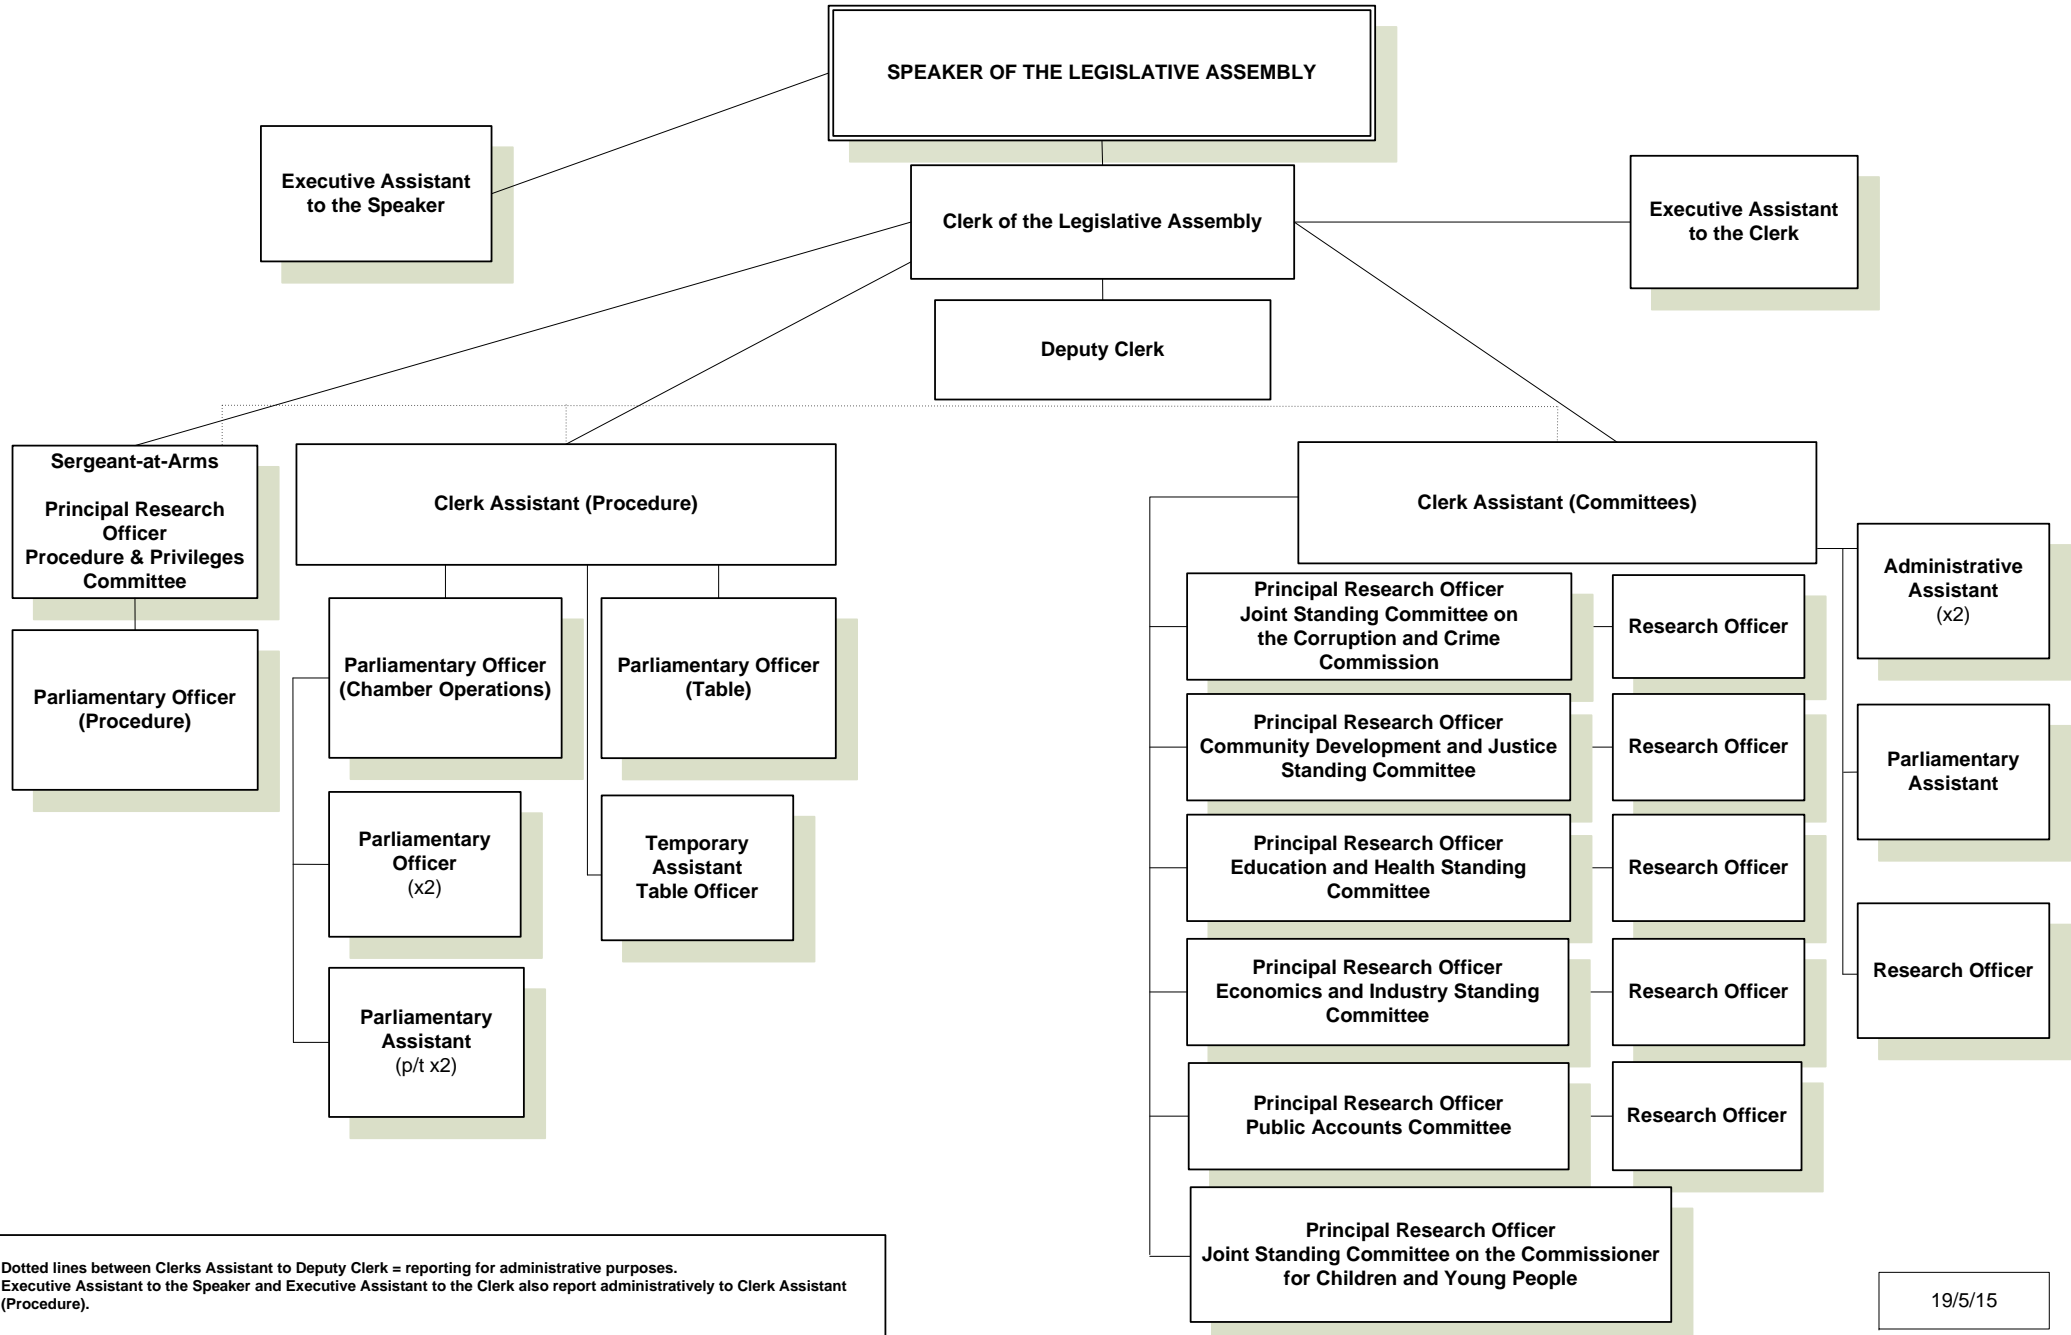 SPEAKER OF THE LEGISLATIVE ASSEMBLY
Executive Assistant
to the Speaker
Clerk of the Legislative Assembly
Executive Assistant
to the Clerk
Deputy Clerk
Sergeant-at-Arms
Principal Research
Officer
Procedure & Privileges
Committee
Parliamentary Officer
(Procedure)
Clerk Assistant (Procedure)
Parliamentary Officer
(Chamber Operations)
Parliamentary Officer
(Table)
Parliamentary
Officer
(x2)
Temporary
Assistant
Table Officer
Parliamentary
Assistant
(p/t x2)
Clerk Assistant (Committees)
Principal Research Officer
Joint Standing Committee on
the Corruption and Crime
Commission
Research Officer
Principal Research Officer
Community Development and Justice
Standing Committee
Research Officer
Principal Research Officer
Education and Health Standing
Committee
Research Officer
Principal Research Officer
Economics and Industry Standing
Committee
Research Officer
Principal Research Officer
Public Accounts Committee
Research Officer
Principal Research Officer
Joint Standing Committee on the Commissioner
for Children and Young People
Administrative
Assistant
(x2)
Parliamentary
Assistant
Research Officer
Dotted lines between Clerks Assistant to Deputy Clerk = reporting for administrative purposes.
Executive Assistant to the Speaker and Executive Assistant to the Clerk also report administratively to Clerk Assistant
(Procedure).
19/5/15